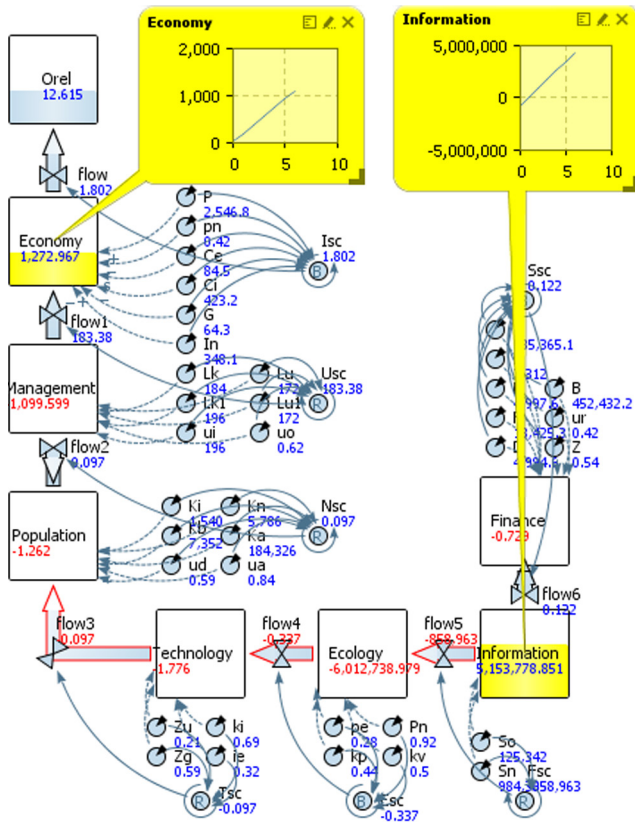 Economy
2,000
1,000
0
0
5
10
Information
5,000,000
0
-5,000,000
0
5
10
Orel
12.615
flow
1.802
Economy
1,272.967
P
2,546.8
pn
0.42
Ce
84.5
Ci
423.2
G
64.3
In
348.1
Isc
1.802
B
flow1
183.38
Management
-1,099.599
Lk
184
Lu
172
Lk1
196
Lu1
172
ui
196
uo
0.62
Usc
183.38
R
flow2
0.097
Population
-1.262
Ki
1,540
Kn
5,786
Kb
7,352
Ka
184,326
ud
0.59
ua
0.84
Nsc
0.097
R
Ssc
0.122
B
452,432.2
ur
0.42
Z
0.54
Finance
-0.729
flow6
0.122
flow3
-0.097
Technology
-1.776
flow4
-0.337
Ecology
-6,012,738.979
flow5
-858,963
Information
5,153,778.851
Zu
0.21
ki
0.69
Zg
0.59
ie
0.32
Tsc
-0.097
R
pe
0.28
Pn
0.92
kp
0.44
kv
0.5
Esc
-0.337
B
So
125,342
Sn
Fsc
R